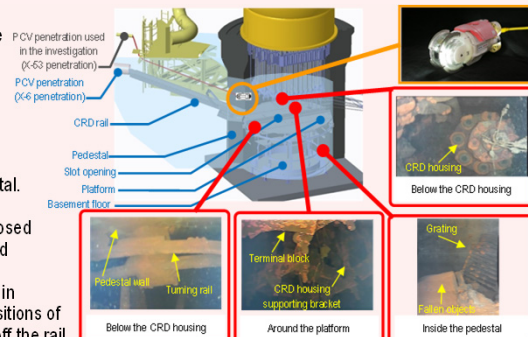 PCV penetration used
in the investigation
(X-53 penetration)
PCV penetration
(X-6 penetration)
CRD rail
Pedestal
Slot opening
Platform
Basement floor
tal.
osed
d
in
sitions of
off the rail
CRD housing
Below the CRD housing
Pedestal wall
Turning rail
Below the CRD housing
Terminal block
CRD housing
supporting bracket
Around the platform
Grating
Fallen objects
Inside the pedestal